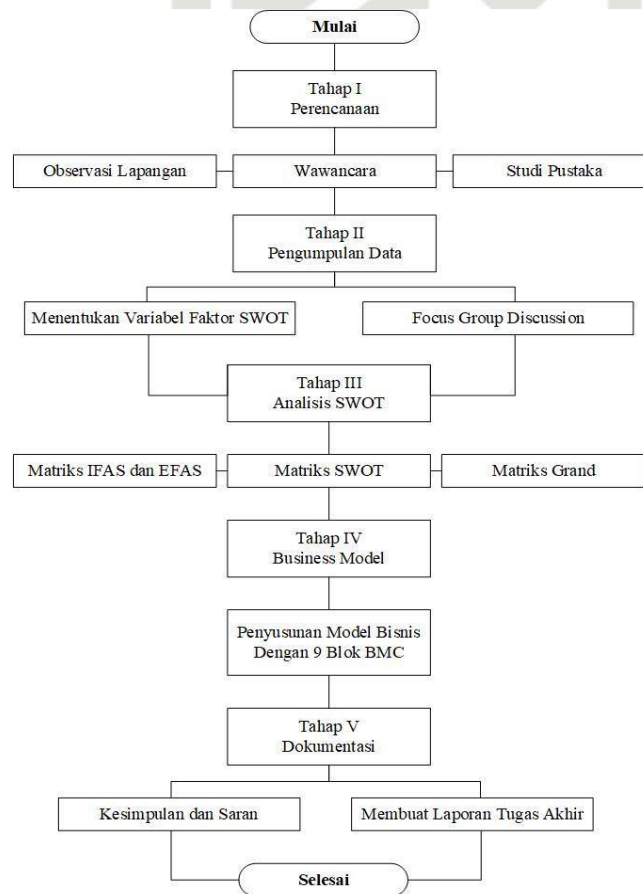 Mulai
Tahap I
Perencanaan
Observasi Lapangan
Wawancara
Studi Pustaka
Tahap II
Pengumpulan Data
Menentukan Variabel Faktor SWOT
Focus Group Discussion
Tahap III
Analisis SWOT
Matriks IFAS dan EFAS
Matriks SWOT
Matriks Grand
Tahap IV
Business Model
Penyusunan Model Bisnis
Dengan 9 Blok BMC
Tahap V
Dokumentasi
Kesimpulan dan Saran
Membuat Laporan Tugas Akhir
Selesai